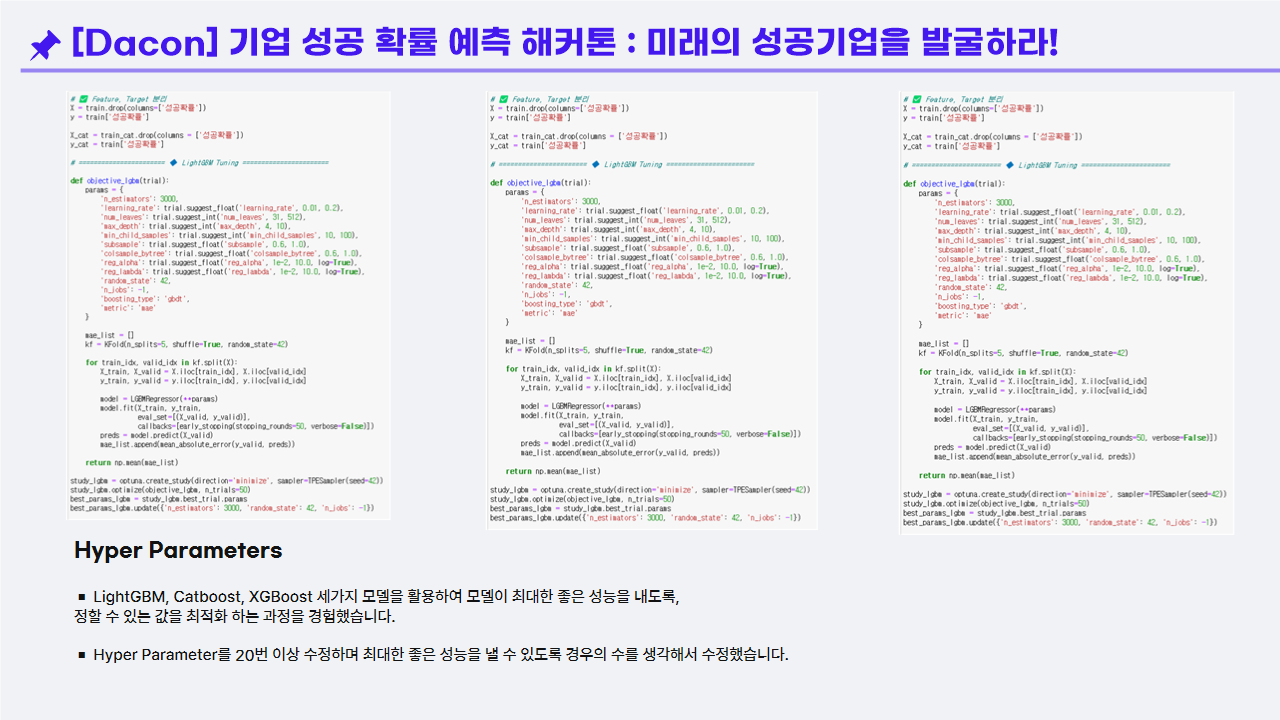 📌 [Dacon] 기업 성공 확률 예측 해커톤 : 미래의 성공기업을 발굴하라!
# ✅ Feature, Target 분리
X = train.drop(columns=['성공확률'])
y = train['성공확률']
X_cat = train_cat.drop(columns = ['성공확률'])
y_cat = train['성공확률']
# ======================= 🔷 LightGBM Tuning =======================
def objective_lgbm(trial):
params = {
'n_estimators': 3000,
'learning_rate': trial.suggest_float('learning_rate', 0.01, 0.2),
'num_leaves': trial.suggest_int('num_leaves', 31, 512),
'max_depth': trial.suggest_int('max_depth', 4, 10),
'min_child_samples': trial.suggest_int('min_child_samples', 10, 100),
'subsample': trial.suggest_float('subsample', 0.6, 1.0),
'colsample_bytree': trial.suggest_float('colsample_bytree', 0.6, 1.0),
'reg_alpha': trial.suggest_float('reg_alpha', 1e-2, 10.0, log=True),
'reg_lambda': trial.suggest_float('reg_lambda', 1e-2, 10.0, log=True),
'random_state': 42,
'n_jobs': -1,
'boosting_type': 'gbdt',
'metric': 'mae'
}
mae_list = []
kf = KFold(n_splits=5, shuffle=True, random_state=42)
for train_idx, valid_idx in kf.split(X):
X_train, X_valid = X.iloc[train_idx], X.iloc[valid_idx]
y_train, y_valid = y.iloc[train_idx], y.iloc[valid_idx]
model = LGBMRegressor(**params)
model.fit(X_train, y_train,
eval_set=[(X_valid, y_valid)],
callbacks=[early_stopping(stopping_rounds=50, verbose=False)])
preds = model.predict(X_valid)
mae_list.append(mean_absolute_error(y_valid, preds))
return np.mean(mae_list)
study_lgbm = optuna.create_study(direction='minimize', sampler=TPESampler(seed=42))
study_lgbm.optimize(objective_lgbm, n_trials=50)
best_params_lgbm = study_lgbm.best_trial.params
best_params_lgbm.update({'n_estimators': 3000, 'random_state': 42, 'n_jobs': -1})
# ✅ Feature, Target 분리
X = train.drop(columns=['성공확률'])
y = train['성공확률']
X_cat = train_cat.drop(columns = ['성공확률'])
y_cat = train['성공확률']
# ======================= 🔷 LightGBM Tuning =======================
def objective_lgbm(trial):
params = {
'n_estimators': 3000,
'learning_rate': trial.suggest_float('learning_rate', 0.01, 0.2),
'num_leaves': trial.suggest_int('num_leaves', 31, 512),
'max_depth': trial.suggest_int('max_depth', 4, 10),
'min_child_samples': trial.suggest_int('min_child_samples', 10, 100),
'subsample': trial.suggest_float('subsample', 0.6, 1.0),
'colsample_bytree': trial.suggest_float('colsample_bytree', 0.6, 1.0),
'reg_alpha': trial.suggest_float('reg_alpha', 1e-2, 10.0, log=True),
'reg_lambda': trial.suggest_float('reg_lambda', 1e-2, 10.0, log=True),
'random_state': 42,
'n_jobs': -1,
'boosting_type': 'gbdt',
'metric': 'mae'
}
mae_list = []
kf = KFold(n_splits=5, shuffle=True, random_state=42)
for train_idx, valid_idx in kf.split(X):
X_train, X_valid = X.iloc[train_idx], X.iloc[valid_idx]
y_train, y_valid = y.iloc[train_idx], y.iloc[valid_idx]
model = LGBMRegressor(**params)
model.fit(X_train, y_train,
eval_set=[(X_valid, y_valid)],
callbacks=[early_stopping(stopping_rounds=50, verbose=False)])
preds = model.predict(X_valid)
mae_list.append(mean_absolute_error(y_valid, preds))
return np.mean(mae_list)
study_lgbm = optuna.create_study(direction='minimize', sampler=TPESampler(seed=42))
study_lgbm.optimize(objective_lgbm, n_trials=50)
best_params_lgbm = study_lgbm.best_trial.params
best_params_lgbm.update({'n_estimators': 3000, 'random_state': 42, 'n_jobs': -1})
# ✅ Feature, Target 분리
X = train.drop(columns=['성공확률'])
y = train['성공확률']
X_cat = train_cat.drop(columns = ['성공확률'])
y_cat = train['성공확률']
# ======================= 🔷 LightGBM Tuning =======================
def objective_lgbm(trial):
params = {
'n_estimators': 3000,
'learning_rate': trial.suggest_float('learning_rate', 0.01, 0.2),
'num_leaves': trial.suggest_int('num_leaves', 31, 512),
'max_depth': trial.suggest_int('max_depth', 4, 10),
'min_child_samples': trial.suggest_int('min_child_samples', 10, 100),
'subsample': trial.suggest_float('subsample', 0.6, 1.0),
'colsample_bytree': trial.suggest_float('colsample_bytree', 0.6, 1.0),
'reg_alpha': trial.suggest_float('reg_alpha', 1e-2, 10.0, log=True),
'reg_lambda': trial.suggest_float('reg_lambda', 1e-2, 10.0, log=True),
'random_state': 42,
'n_jobs': -1,
'boosting_type': 'gbdt',
'metric': 'mae'
}
mae_list = []
kf = KFold(n_splits=5, shuffle=True, random_state=42)
for train_idx, valid_idx in kf.split(X):
X_train, X_valid = X.iloc[train_idx], X.iloc[valid_idx]
y_train, y_valid = y.iloc[train_idx], y.iloc[valid_idx]
model = LGBMRegressor(**params)
model.fit(X_train, y_train,
eval_set=[(X_valid, y_valid)],
callbacks=[early_stopping(stopping_rounds=50, verbose=False)])
preds = model.predict(X_valid)
mae_list.append(mean_absolute_error(y_valid, preds))
return np.mean(mae_list)
study_lgbm = optuna.create_study(direction='minimize', sampler=TPESampler(seed=42))
study_lgbm.optimize(objective_lgbm, n_trials=50)
best_params_lgbm = study_lgbm.best_trial.params
best_params_lgbm.update({'n_estimators': 3000, 'random_state': 42, 'n_jobs': -1})
Hyper Parameters
▪ LightGBM, Catboost, XGBoost 세가지 모델을 활용하여 모델이 최대한 좋은 성능을 내도록,
정할 수 있는 값을 최적화 하는 과정을 경험했습니다.
▪ Hyper Parameter를 20번 이상 수정하며 최대한 좋은 성능을 낼 수 있도록 경우의 수를 생각해서 수정했습니다.